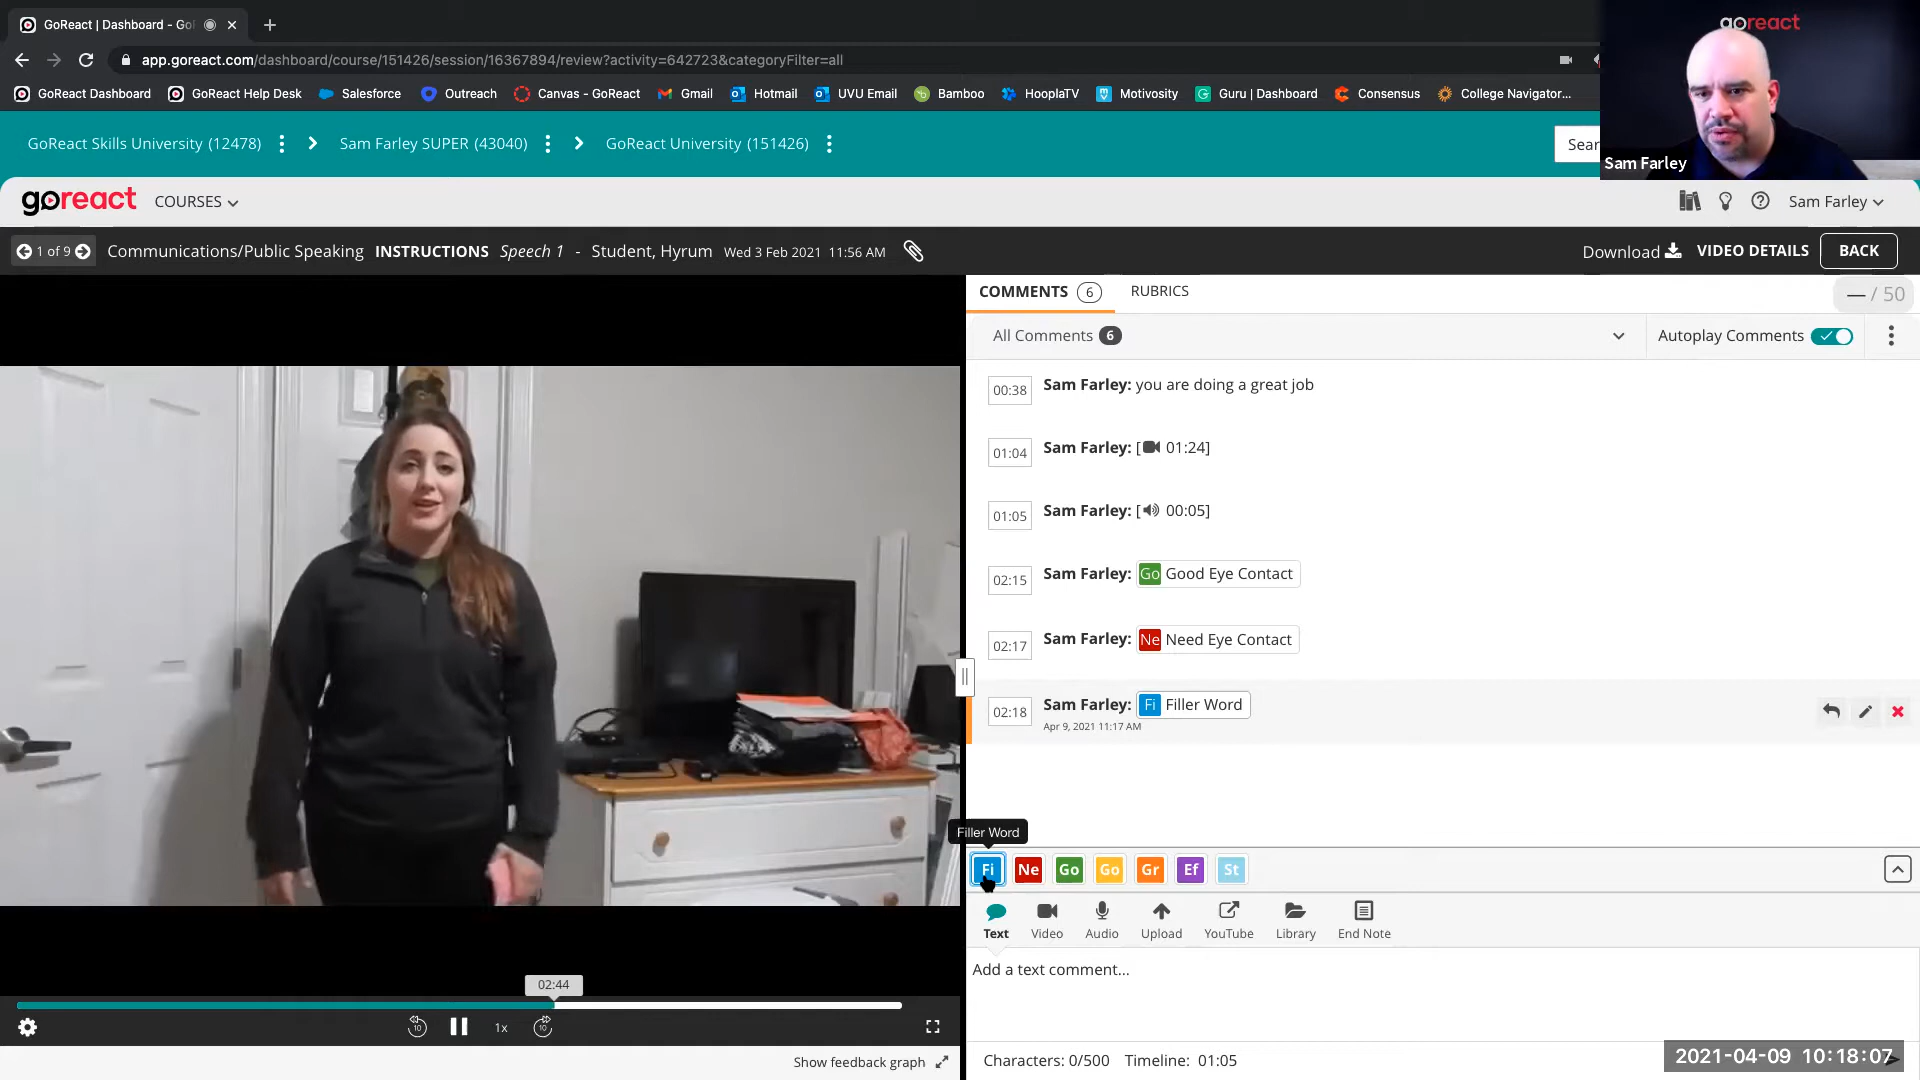 GoReact | Dashboard - Go
app.goreact.com/dashboard/course/151426/session/16367894/review?activity=642723&categoryFilter=all
GoReact Dashboard GoReact Help Desk Salesforce Outreach Canvas - GoReact Gmail Hotmail UVU Email Bamboo HooplaTV Motivosity Guru | Dashboard Consensus College Navigator...
goreact
Sam Farley
GoReact Skills University (12478) Sam Farley SUPER (43040) GoReact University (151426) Sear
goreact COURSES Sam Farley
1 of 9 Communications/Public Speaking INSTRUCTIONS Speech 1 - Student, Hyrum Wed 3 Feb 2021 11:56 AM Download VIDEO DETAILS BACK
COMMENTS 6 RUBRICS — / 50
All Comments 6 Autoplay Comments
00:38 Sam Farley: you are doing a great job
01:04 Sam Farley: [ 01:24]
01:05 Sam Farley: [ 00:05]
02:15 Sam Farley: Go Good Eye Contact
02:17 Sam Farley: Ne Need Eye Contact
02:18 Sam Farley: Fi Filler Word
Apr 9, 2021 11:17 AM
Filler Word
Fi Ne Go Go Gr Ef St
Text Video Audio Upload YouTube Library End Note
Add a text comment...
02:44
10 1x 10
Show feedback graph
Characters: 0/500 Timeline: 01:05
2021-04-09 10:18:07